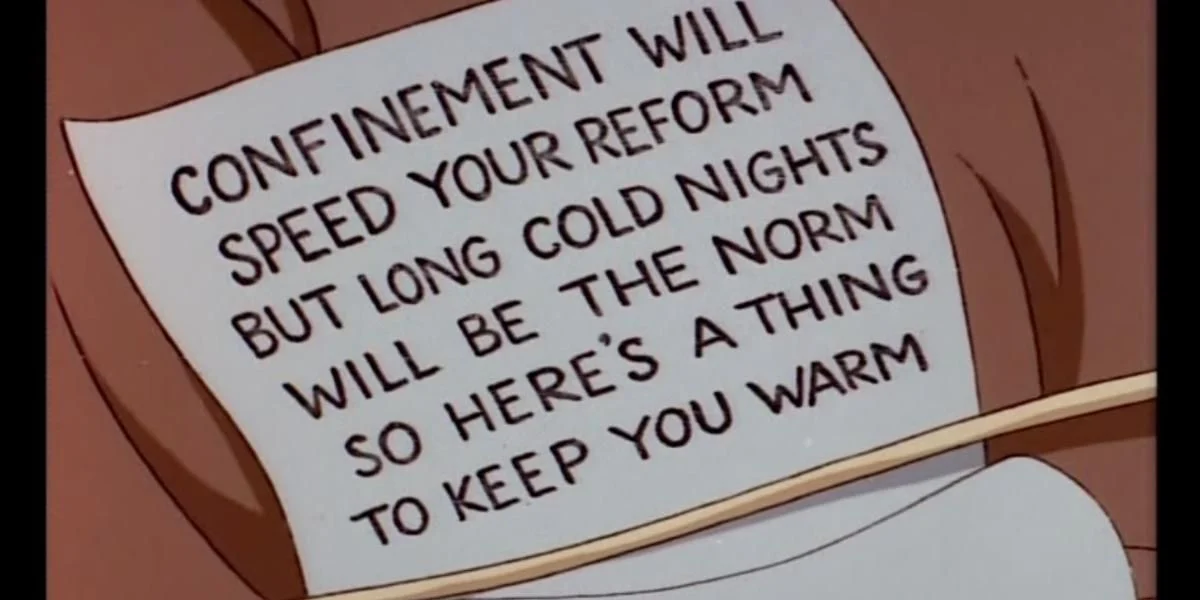 CONFINEMENT WILL
SPEED YOUR REFORM
BUT LONG COLD NIGHTS
WILL BE THE NORM
SO HERE'S A THING
TO KEEP YOU WARM